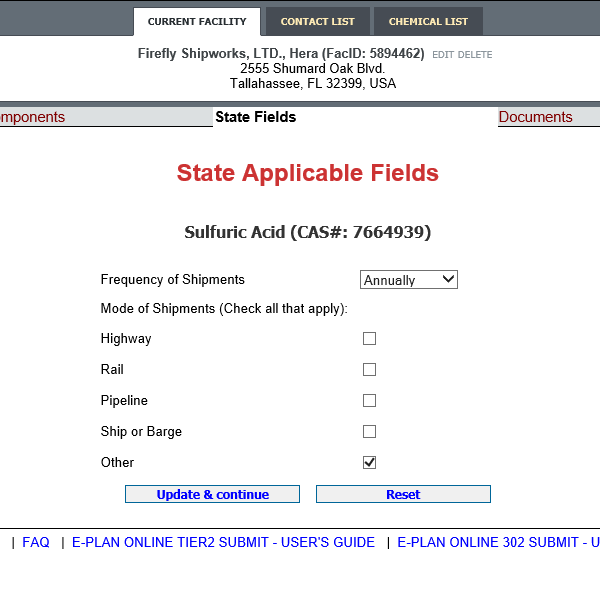 CURRENT FACILITY CONTACT LIST CHEMICAL LIST
Firefly Shipworks, LTD., Hera (FacID: 5894462) EDIT DELETE
2555 Shumard Oak Blvd.
Tallahassee, FL 32399, USA
mponents State Fields Documents
State Applicable Fields
Sulfuric Acid (CAS#: 7664939)
Frequency of Shipments Annually
Mode of Shipments (Check all that apply):
Highway
Rail
Pipeline
Ship or Barge
Other
Update & continue Reset
| FAQ | E-PLAN ONLINE TIER2 SUBMIT - USER'S GUIDE | E-PLAN ONLINE 302 SUBMIT - U